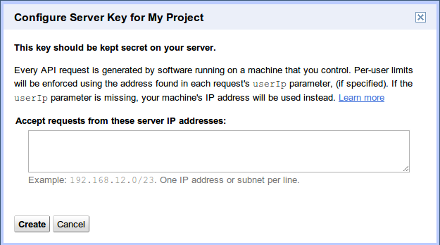 Configure Server Key for My Project
This key should be kept secret on your server.
Every API request is generated by software running on a machine that you control. Per-user limits
will be enforced using the address found in each request's userIp parameter, (if specified). If the
userIp parameter is missing, your machine's IP address will be used instead. Learn more
Accept requests from these server IP addresses:
Example: 192.168.12.0/23. One IP address or subnet per line.
Create Cancel